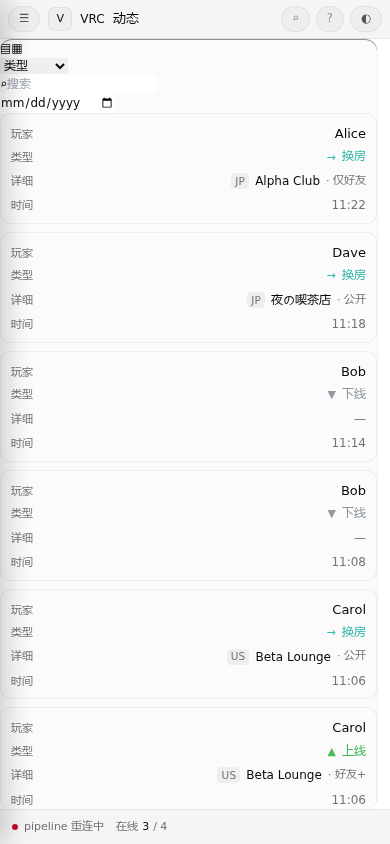 V VRC 动态 ?
类型
搜索
mm/dd/yyyy
玩家 Alice
类型 → 换房
详细 JP Alpha Club · 仅好友
时间 11:22
玩家 Dave
类型 → 换房
详细 JP 夜の喫茶店 · 公开
时间 11:18
玩家 Bob
类型 ▼ 下线
详细 —
时间 11:14
玩家 Bob
类型 ▼ 下线
详细 —
时间 11:08
玩家 Carol
类型 → 换房
详细 US Beta Lounge · 公开
时间 11:06
玩家 Carol
类型 ▲ 上线
详细 US Beta Lounge · 好友+
时间 11:06
pipeline 重连中 在线 3 / 4